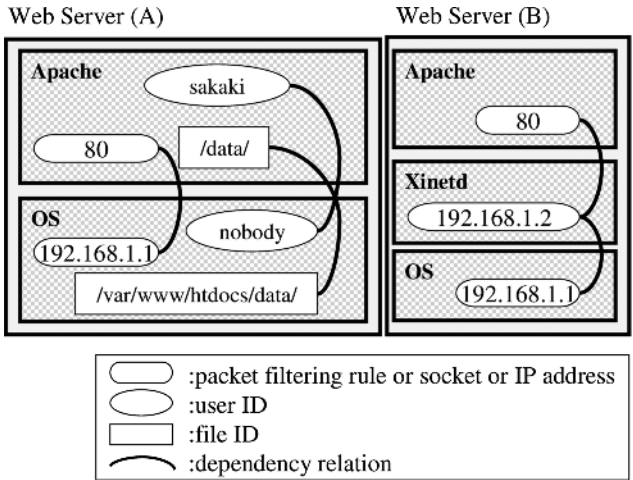 Web Server (A)
Apache
sakaki
80
/data/
OS
nobody
192.168.1.1
/var/www/htdocs/data/
Web Server (B)
Apache
80
Xinetd
192.168.1.2
OS
192.168.1.1
:packet filtering rule or socket or IP address
:user ID
:file ID
:dependency relation